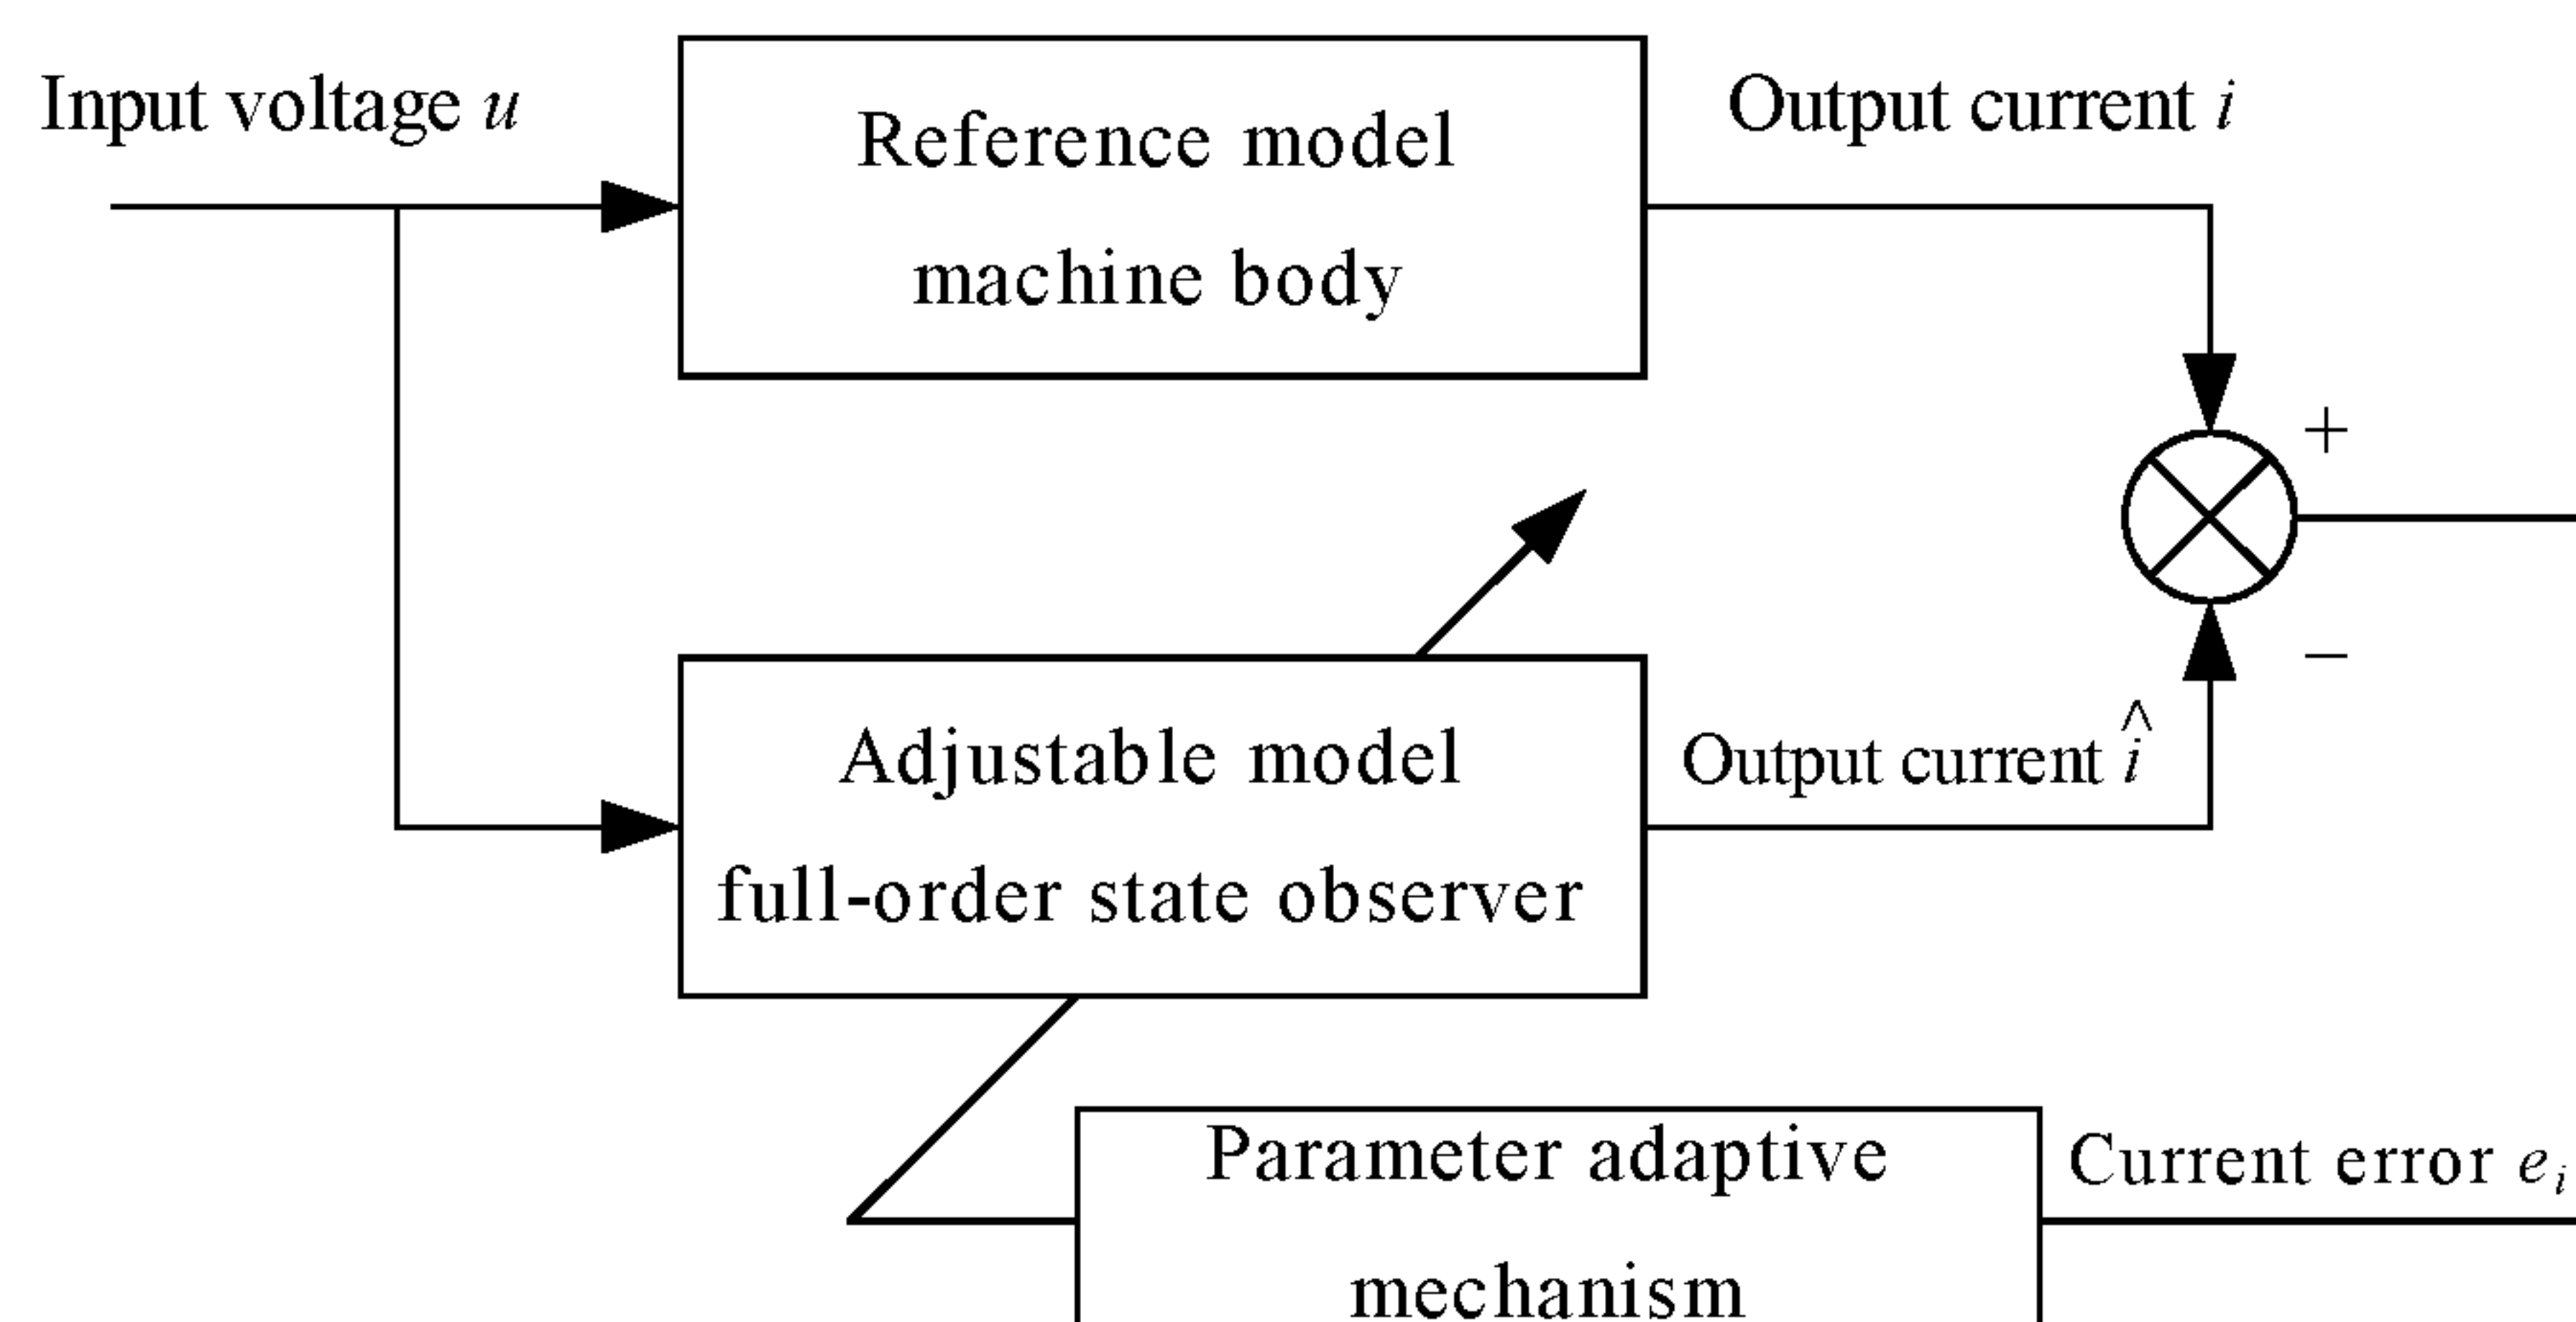 Input voltage u
Reference model
machine body
Output current i
+
−
Adjustable model
full-order state observer
Output current î
Parameter adaptive
mechanism
Current error eᵢ